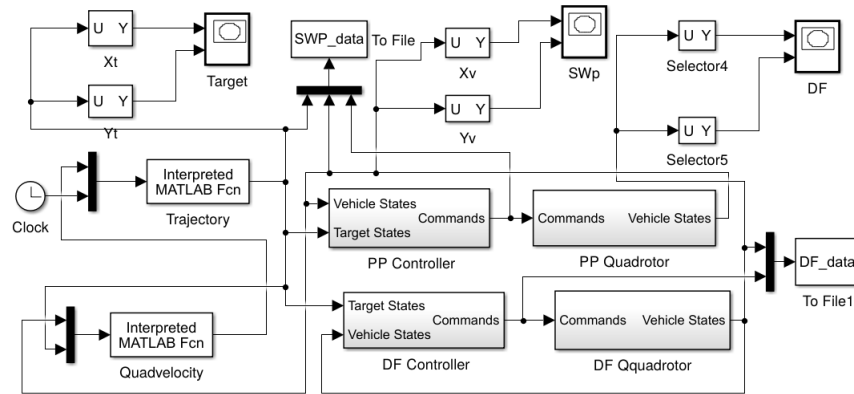 U Y
Xt
Target
SWP_data
To File
U Y
Xv
SWp
U Y
Selector4
DF
U Y
Yt
U Y
Yv
U Y
Selector5
Clock
Interpreted
MATLAB Fcn
Trajectory
Vehicle States
Target States
Commands
PP Controller
Commands
Vehicle States
PP Quadrotor
DF_data
To File1
Interpreted
MATLAB Fcn
Quadvelocity
Target States
Vehicle States
Commands
DF Controller
Commands
Vehicle States
DF Qquadrotor